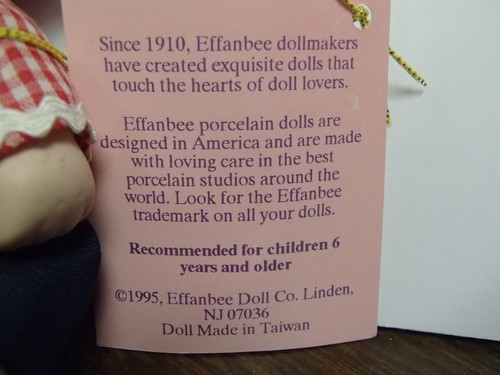 Since 1910, Effanbee dollmakers
have created exquisite dolls that
touch the hearts of doll lovers.
Effanbee porcelain dolls are
designed in America and are made
with loving care in the best
porcelain studios around the
world. Look for the Effanbee
trademark on all your dolls.
Recommended for children 6
years and older
©1995, Effanbee Doll Co. Linden,
NJ 07036
Doll Made in Taiwan